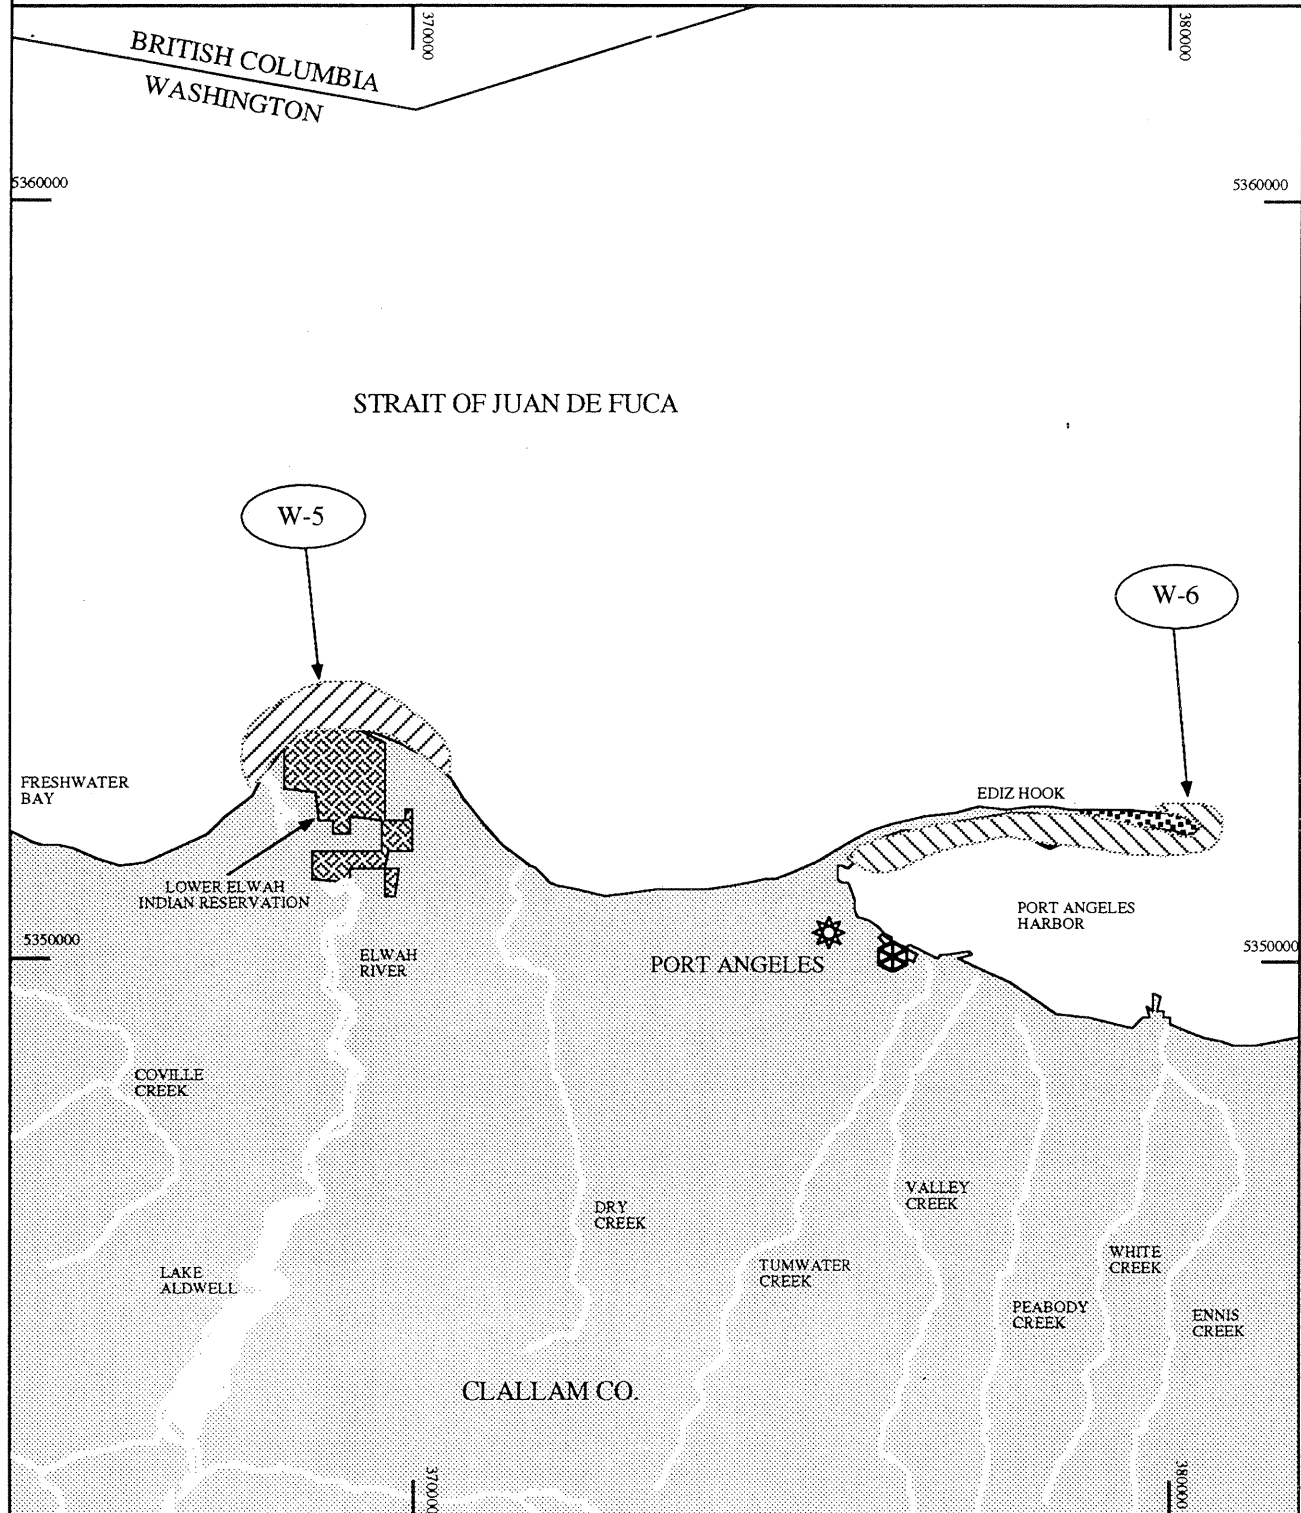 370000
380000
BRITISH COLUMBIA
WASHINGTON
5360000
5360000
STRAIT OF JUAN DE FUCA
W-5
W-6
FRESHWATER
BAY
EDIZ HOOK
LOWER ELWAH
INDIAN RESERVATION
PORT ANGELES
HARBOR
5350000
5350000
ELWAH
RIVER
PORT ANGELES
COVILLE
CREEK
VALLEY
CREEK
DRY
CREEK
WHITE
CREEK
TUMWATER
CREEK
LAKE
ALDWELL
PEABODY
CREEK
ENNIS
CREEK
CLALLAM CO.
370000
380000